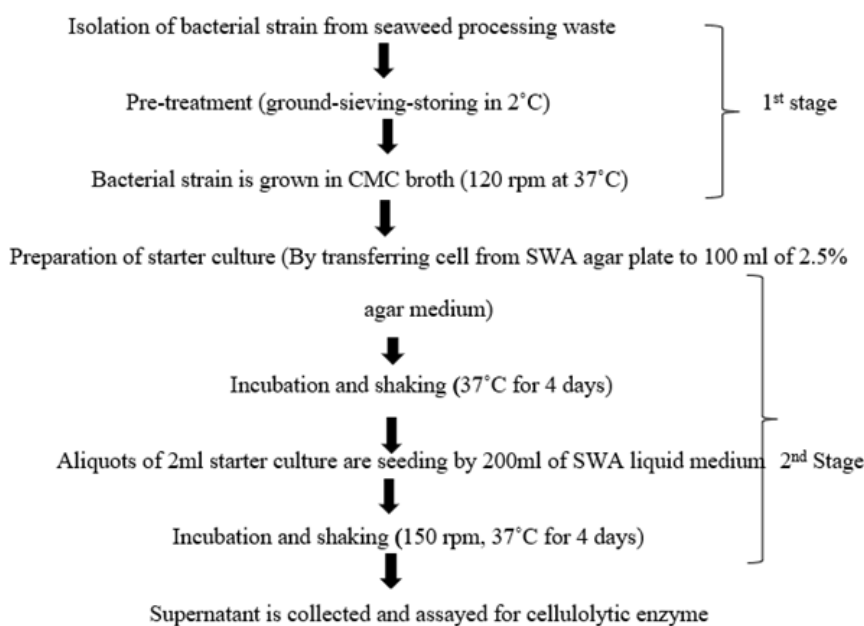 Isolation of bacterial strain from seaweed processing waste
Pre-treatment (ground-sieving-storing in 2˚C)
1st stage
Bacterial strain is grown in CMC broth (120 rpm at 37˚C)
Preparation of starter culture (By transferring cell from SWA agar plate to 100 ml of 2.5%
agar medium)
Incubation and shaking (37˚C for 4 days)
Aliquots of 2ml starter culture are seeding by 200ml of SWA liquid medium
2nd Stage
Incubation and shaking (150 rpm, 37˚C for 4 days)
Supernatant is collected and assayed for cellulolytic enzyme